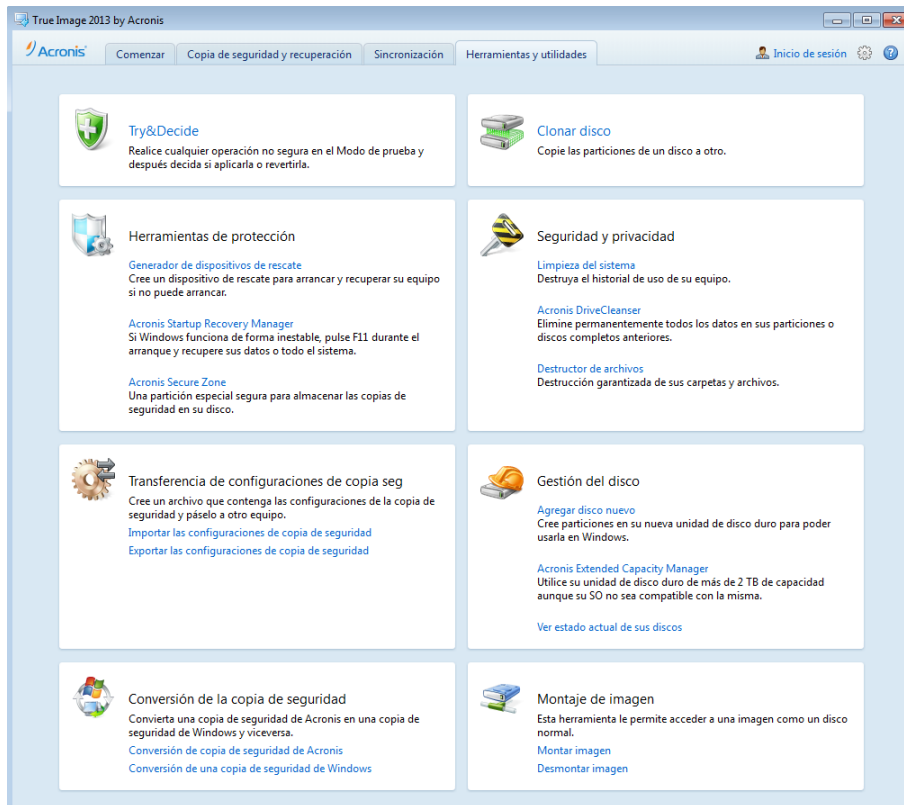 True Image 2013 by Acronis
Acronis
Comenzar
Copia de seguridad y recuperación
Sincronización
Herramientas y utilidades
Inicio de sesión
Try&Decide
Realice cualquier operación no segura en el Modo de prueba y
después decida si aplicarla o revertirla.
Clonar disco
Copie las particiones de un disco a otro.
Herramientas de protección
Generador de dispositivos de rescate
Cree un dispositivo de rescate para arrancar y recuperar su equipo
si no puede arrancar.
Acronis Startup Recovery Manager
Si Windows funciona de forma inestable, pulse F11 durante el
arranque y recupere sus datos o todo el sistema.
Acronis Secure Zone
Una partición especial segura para almacenar las copias de
seguridad en su disco.
Seguridad y privacidad
Limpieza del sistema
Destruya el historial de uso de su equipo.
Acronis DriveCleanser
Elimine permanentemente todos los datos en sus particiones o
discos completos anteriores.
Destructor de archivos
Destrucción garantizada de sus carpetas y archivos.
Transferencia de configuraciones de copia seg
Cree un archivo que contenga las configuraciones de la copia de
seguridad y páselo a otro equipo.
Importar las configuraciones de copia de seguridad
Exportar las configuraciones de copia de seguridad
Gestión del disco
Agregar disco nuevo
Cree particiones en su nueva unidad de disco duro para poder
usarla en Windows.
Acronis Extended Capacity Manager
Utilice su unidad de disco duro de más de 2 TB de capacidad
aunque su SO no sea compatible con la misma.
Ver estado actual de sus discos
Conversión de la copia de seguridad
Convierta una copia de seguridad de Acronis en una copia de
seguridad de Windows y viceversa.
Conversión de copia de seguridad de Acronis
Conversión de una copia de seguridad de Windows
Montaje de imagen
Esta herramienta le permite acceder a una imagen como un disco
normal.
Montar imagen
Desmontar imagen